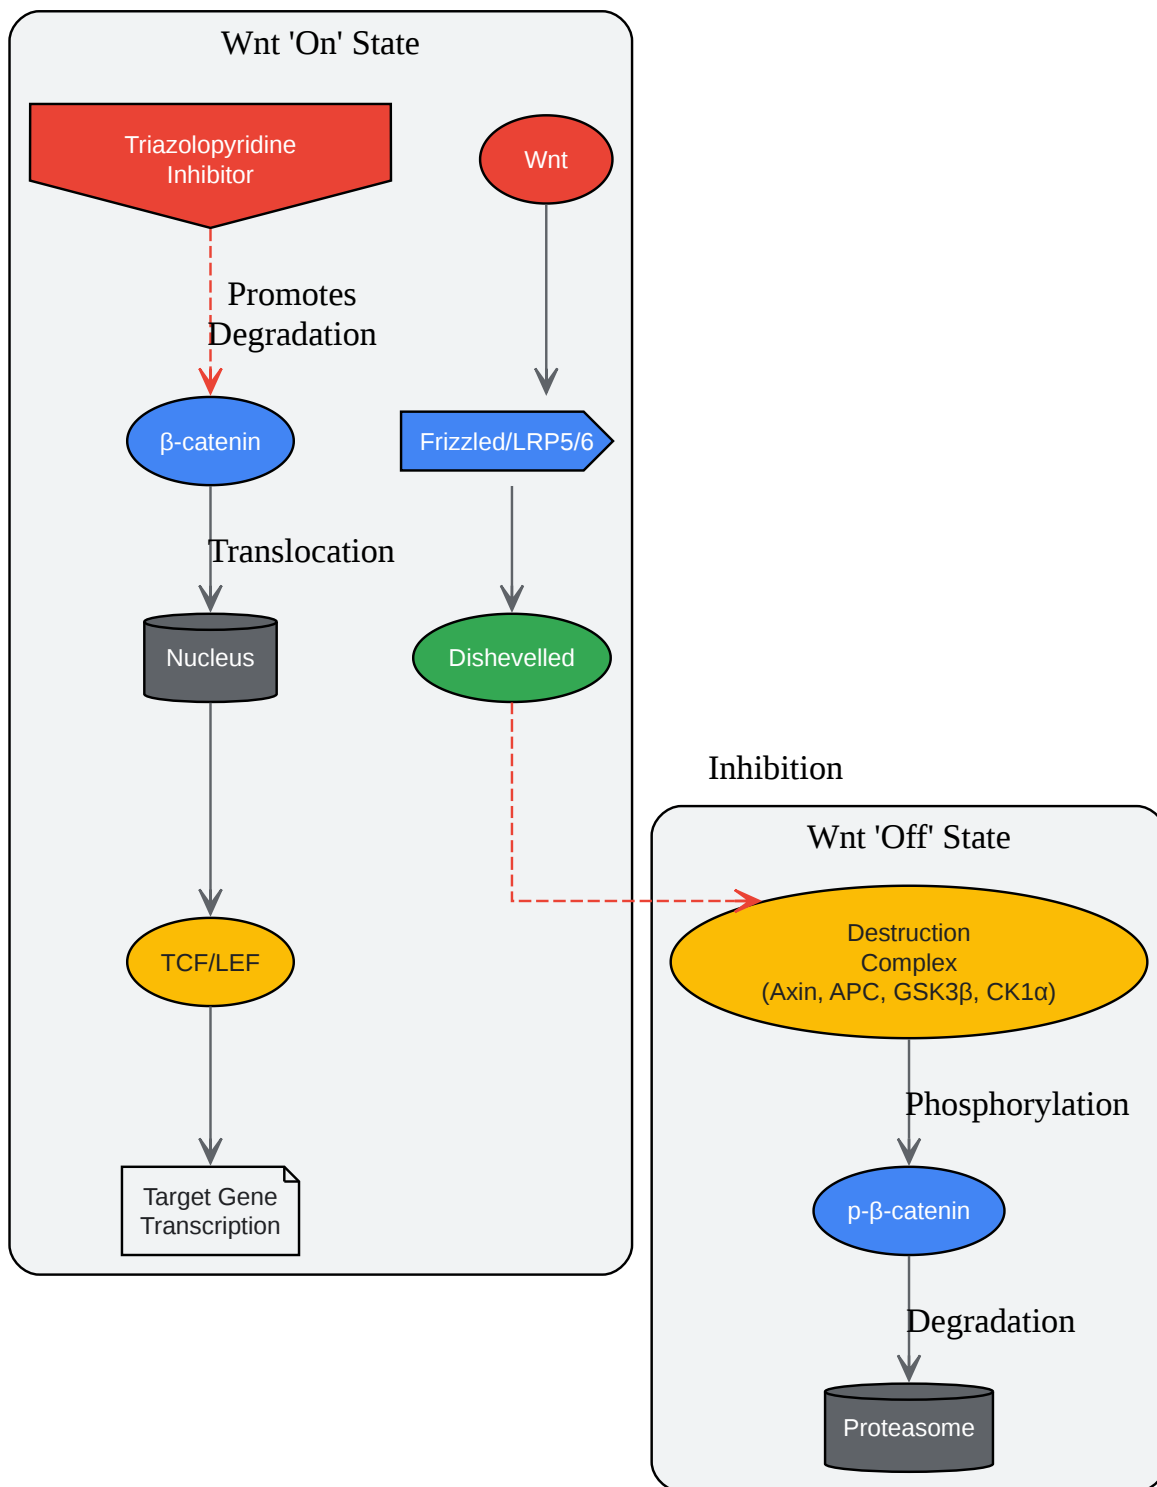 Wnt 'On' State
Triazolopyridine
Inhibitor
Wnt
Promotes
Degradation
β-catenin
Frizzled/LRP5/6
Translocation
Nucleus
Dishevelled
Inhibition
Wnt 'Off' State
TCF/LEF
Destruction
Complex
(Axin, APC, GSK3β, CK1α)
Phosphorylation
Target Gene
Transcription
p-β-catenin
Degradation
Proteasome